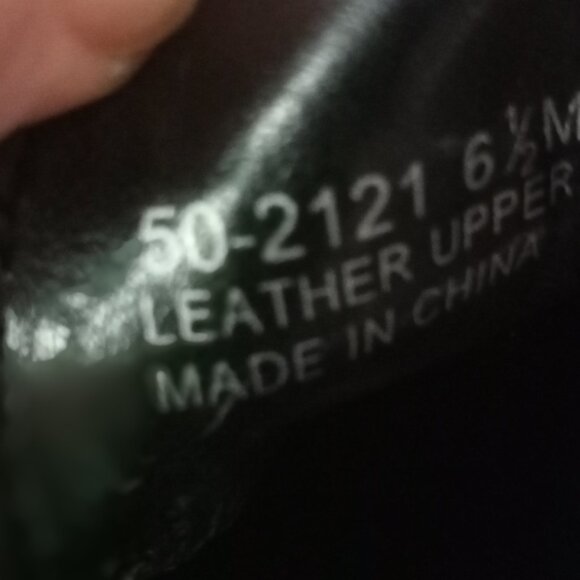 50-2121 6½M
LEATHER UPPER
MADE IN CHINA